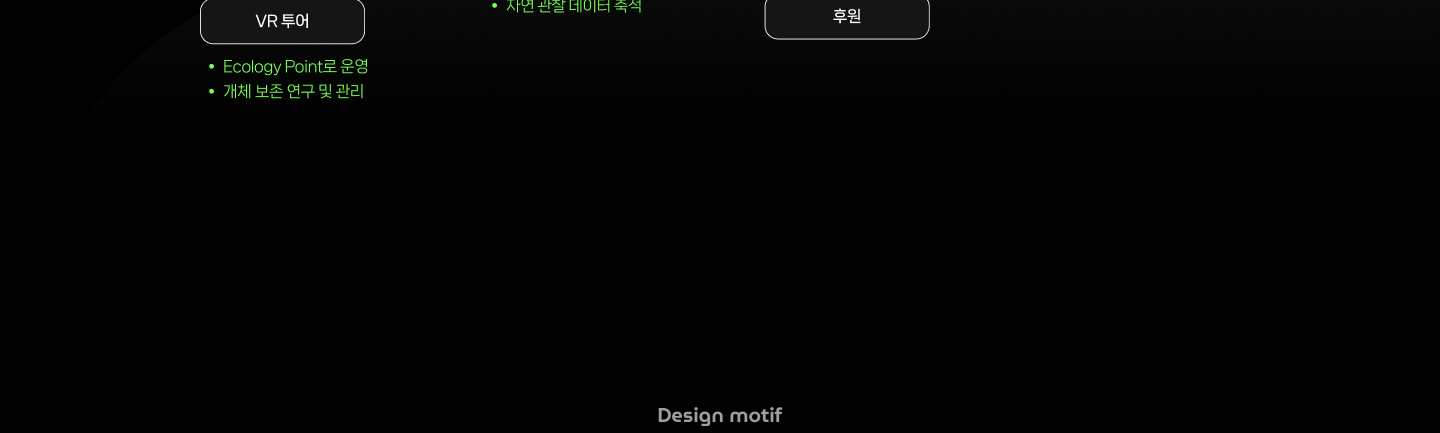 VR 투어
• Ecology Point로 운영
• 개체 보존 연구 및 관리
• 자연 관찰 데이터 축적
후원
Design motif